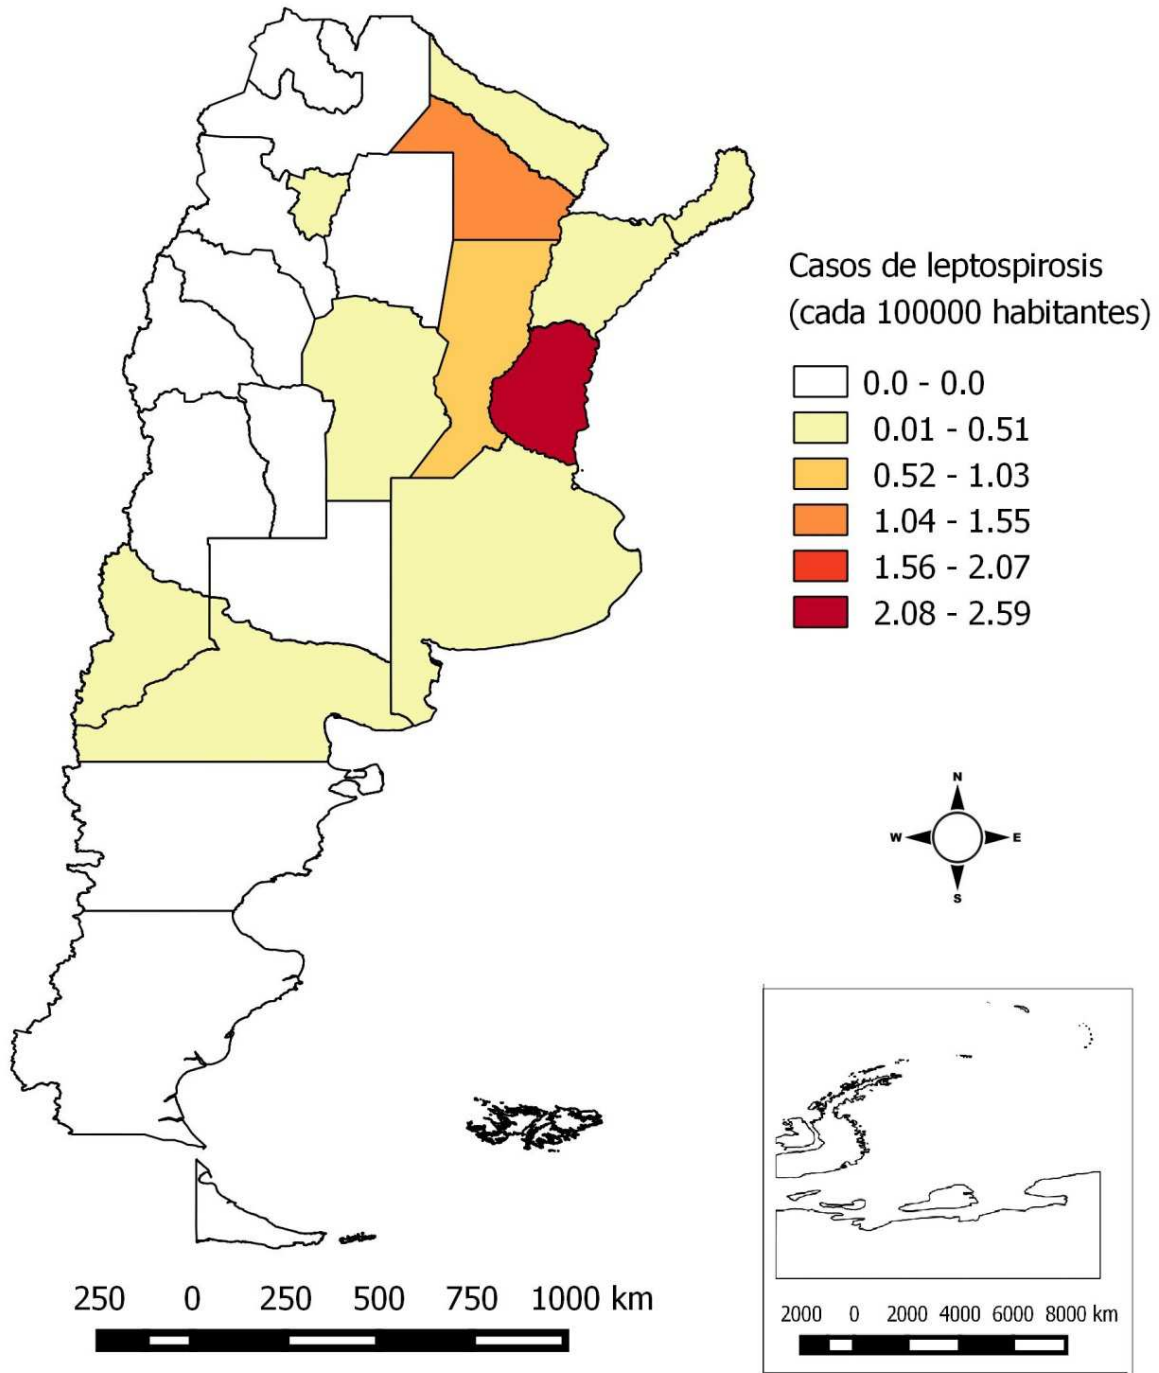 Casos de leptospirosis
(cada 100000 habitantes)
0.0 - 0.0
0.01 - 0.51
0.52 - 1.03
1.04 - 1.55
1.56 - 2.07
2.08 - 2.59
N
W E
S
250 0 250 500 750 1000 km
2000 0 2000 4000 6000 8000 km